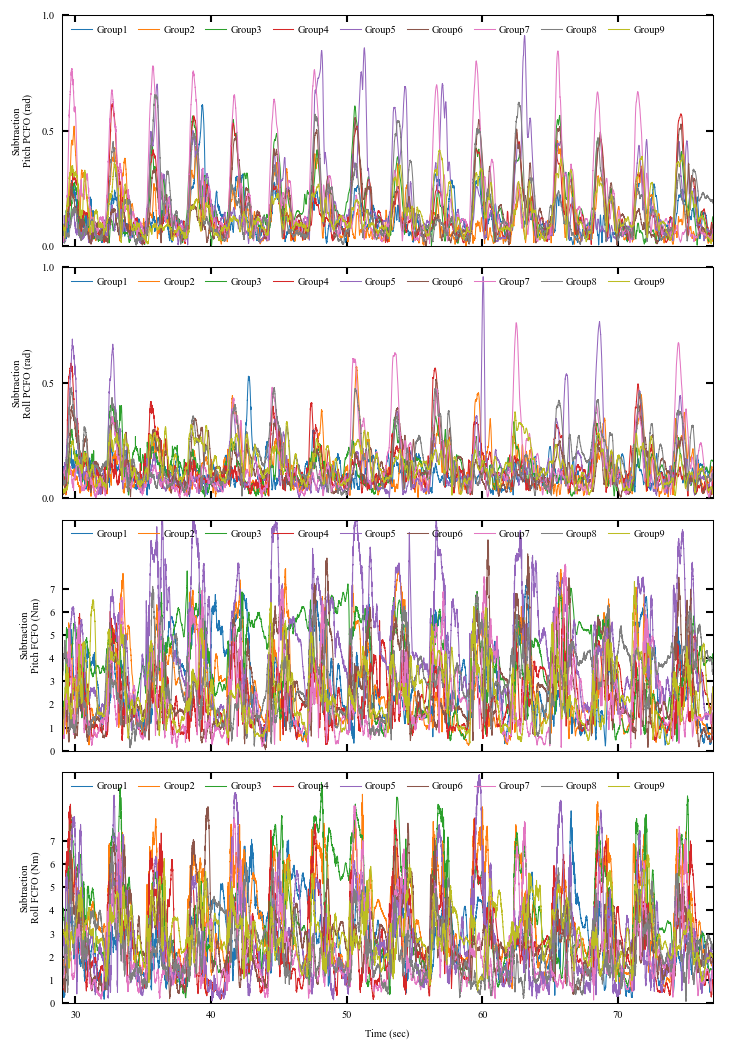 1.0
Group1 Group2 Group3 Group4 Group5 Group6 Group7 Group8 Group9
Subtraction
Pitch PCFO (rad)
0.5
0.0
1.0
Group1 Group2 Group3 Group4 Group5 Group6 Group7 Group8 Group9
Subtraction
Roll PCFO (rad)
0.5
0.0
Group1 Group2 Group3 Group4 Group5 Group6 Group7 Group8 Group9
Subtraction
Pitch FCFO (Nm)
7
6
5
4
3
2
1
0
Group1 Group2 Group3 Group4 Group5 Group6 Group7 Group8 Group9
Subtraction
Roll FCFO (Nm)
7
6
5
4
3
2
1
0
30 40 50 60 70
Time (sec)